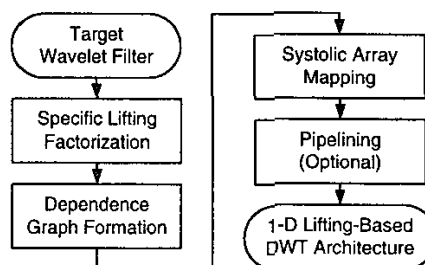 Target
Wavelet Filter
Specific Lifting
Factorization
Dependence
Graph Formation
Systolic Array
Mapping
Pipelining
(Optional)
1-D Lifting-Based
DWT Architecture